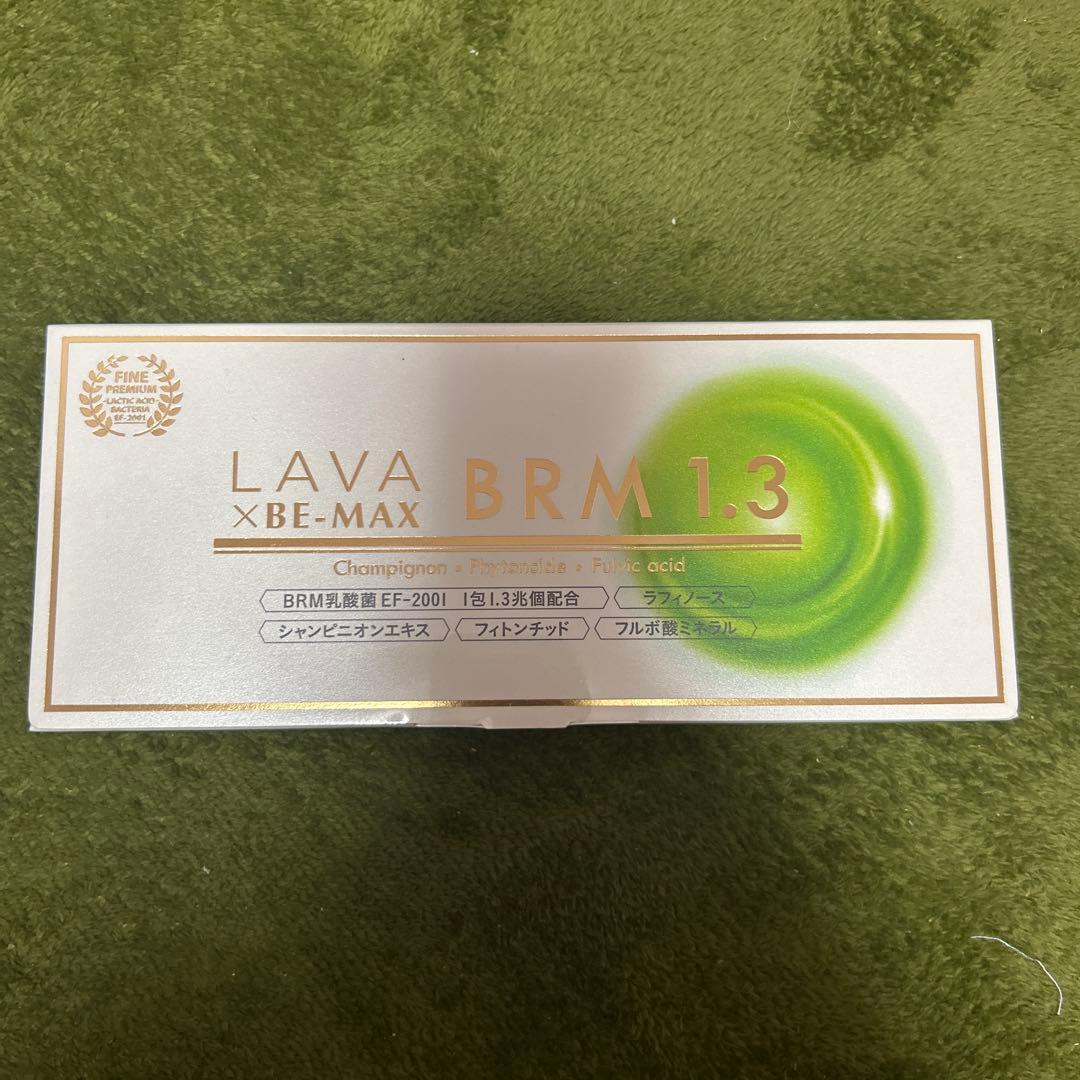 FINE
PREMIUM
-LACTIC ACID-
BACTERIA
EF-2001
LAVA
×BE-MAX
BRM 1.3
Champignon • Phytoncide • Fulvic acid
BRM乳酸菌EF-2001 1包1.3兆個配合
ラフィノース
シャンピニオンエキス
フィトンチッド
フルボ酸ミネラル